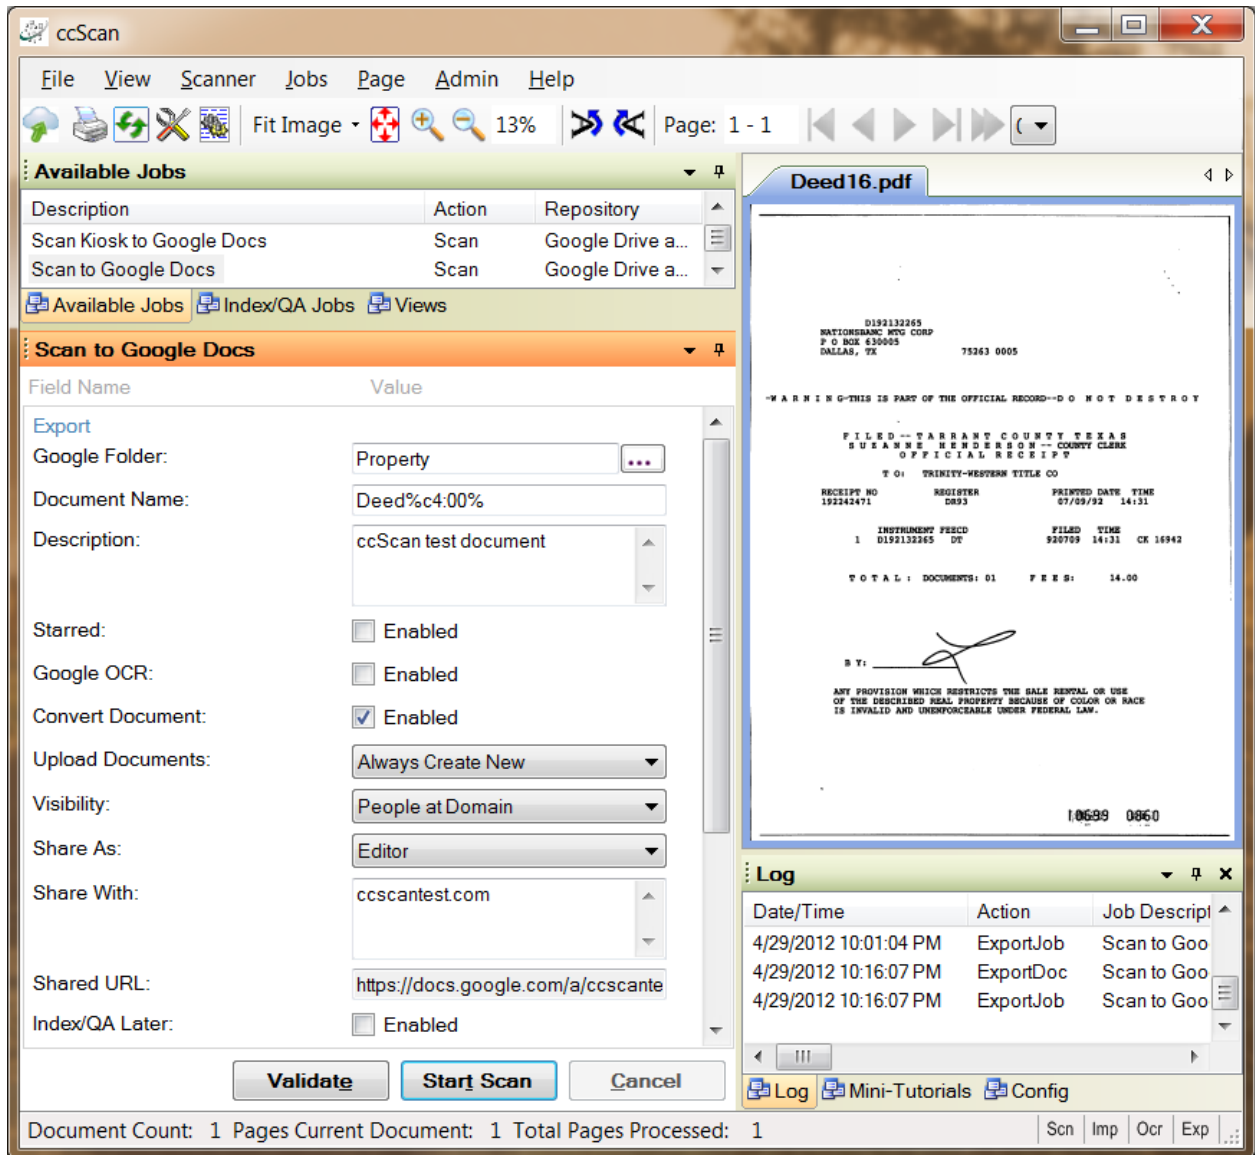 ccScan
File View Scanner Jobs Page Admin Help
Fit Image 13% Page: 1 - 1 (
Available Jobs
Description Action Repository
Scan Kiosk to Google Docs Scan Google Drive a...
Scan to Google Docs Scan Google Drive a...
Available Jobs Index/QA Jobs Views
Scan to Google Docs
Field Name Value
Export
Google Folder: Property ...
Document Name: Deed%c4:00%
Description: ccScan test document
Starred: Enabled
Google OCR: Enabled
Convert Document: Enabled
Upload Documents: Always Create New
Visibility: People at Domain
Share As: Editor
Share With: ccscantest.com
Shared URL: https://docs.google.com/a/ccscante
Index/QA Later: Enabled
Validate Start Scan Cancel
Deed16.pdf
D192132265
NATIONSBANC MTG CORP
P O BOX 630005
DALLAS, TX 75263 0005
-W A R N I N G-THIS IS PART OF THE OFFICIAL RECORD--D O N O T D E S T R O Y
F I L E D -- T A R R A N T C O U N T Y T E X A S
S U Z A N N E H E N D E R S O N -- COUNTY CLERK
O F F I C I A L R E C E I P T
T O: TRINITY-WESTERN TITLE CO
RECEIPT NO REGISTER PRINTED DATE TIME
192242471 DR93 07/09/92 14:31
INSTRUMENT FEECD FILED TIME
1 D192132265 DT 920709 14:31 CK 16942
T O T A L : DOCUMENTS: 01 F E E S: 14.00
B Y:
ANY PROVISION WHICH RESTRICTS THE SALE RENTAL OR USE
OF THE DESCRIBED REAL PROPERTY BECAUSE OF COLOR OR RACE
IS INVALID AND UNENFORCEABLE UNDER FEDERAL LAW.
10699 0860
Log
Date/Time Action Job Descript
4/29/2012 10:01:04 PM ExportJob Scan to Goo
4/29/2012 10:16:07 PM ExportDoc Scan to Goo
4/29/2012 10:16:07 PM ExportJob Scan to Goo
Log Mini-Tutorials Config
Document Count: 1 Pages Current Document: 1 Total Pages Processed: 1 Scn Imp Ocr Exp